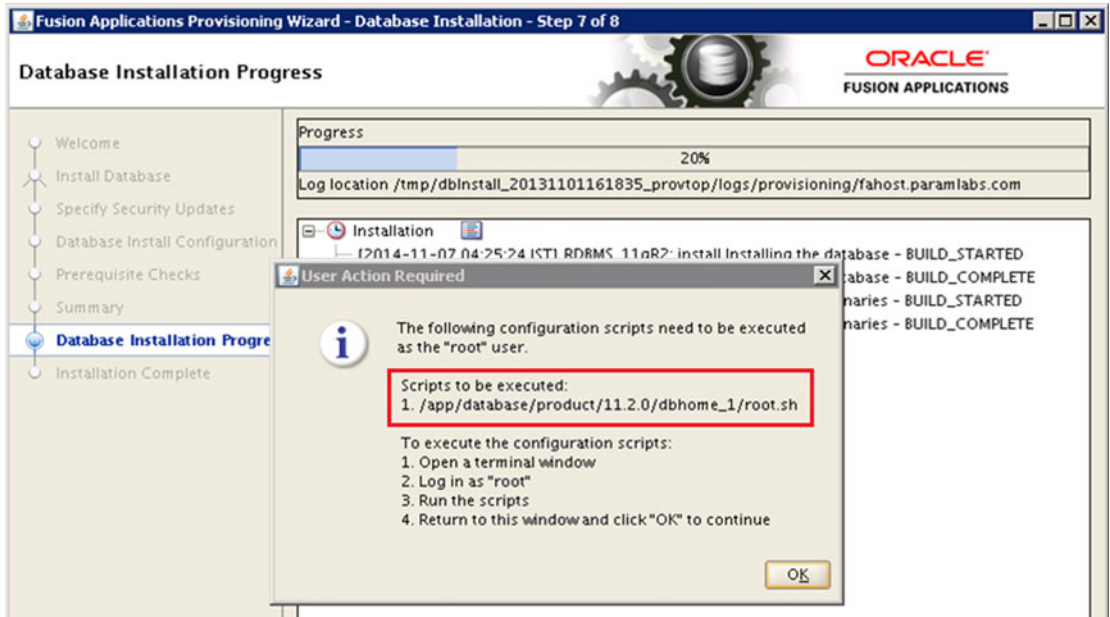 Fusion Applications Provisioning Wizard - Database Installation - Step 7 of 8
Database Installation Progress
ORACLE
FUSION APPLICATIONS
Welcome
Install Database
Specify Security Updates
Database Install Configuration
Prerequisite Checks
Summary
Database Installation Progre
Installation Complete
Progress
20%
Log location /tmp/dbInstall_20131101161835_provtop/logs/provisioning/fahost.paramlabs.com
Installation
[2014-11-07 04:25:24 IST] RDBMS_11gR2: install Installing the database - BUILD_STARTED
tabase - BUILD_COMPLETE
naries - BUILD_STARTED
naries - BUILD_COMPLETE
User Action Required
The following configuration scripts need to be executed
as the "root" user.
Scripts to be executed:
1. /app/database/product/11.2.0/dbhome_1/root.sh
To execute the configuration scripts:
1. Open a terminal window
2. Log in as "root"
3. Run the scripts
4. Return to this window and click "OK" to continue
OK